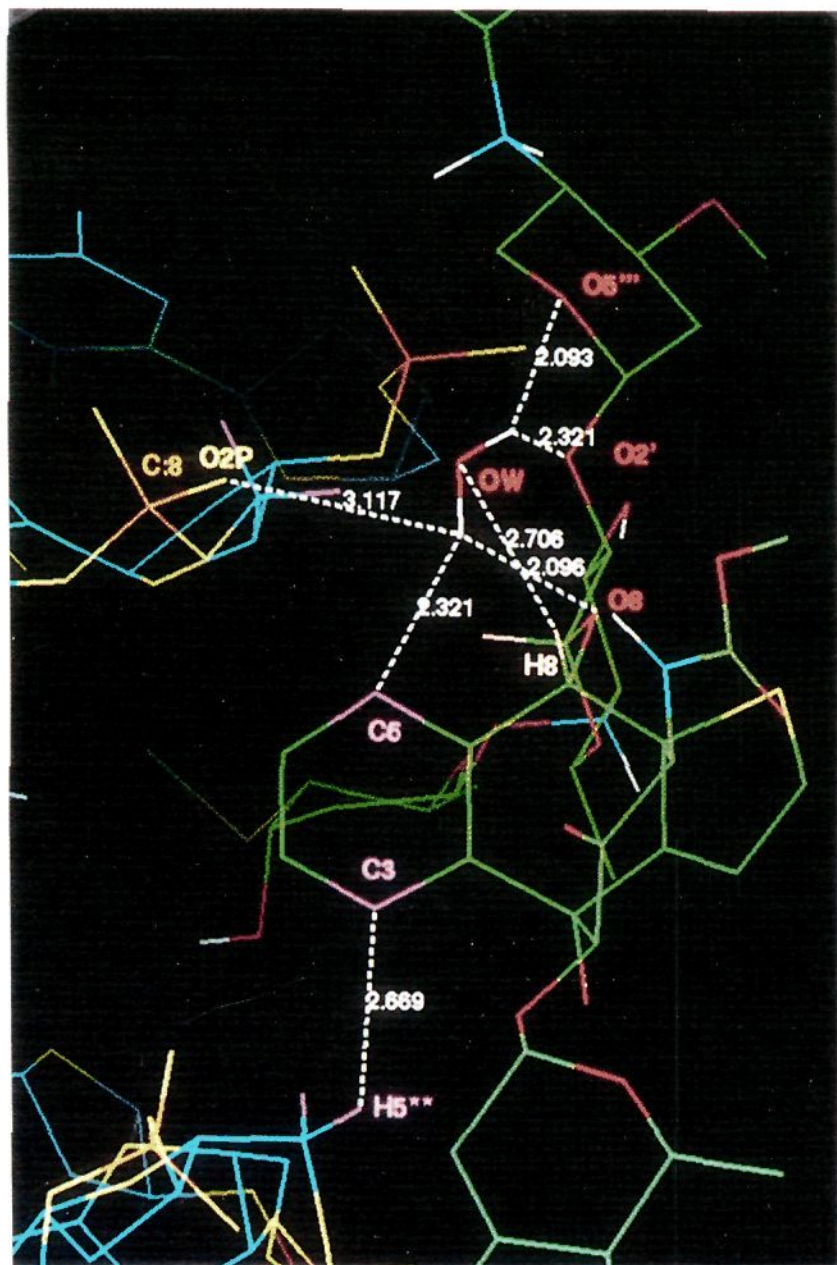 O5'''
2.093
2.321
O2'
C:8
O2P
OW
3.117
2.706
2.096
2.321
O8
H8
C6
C3
2.669
H5**